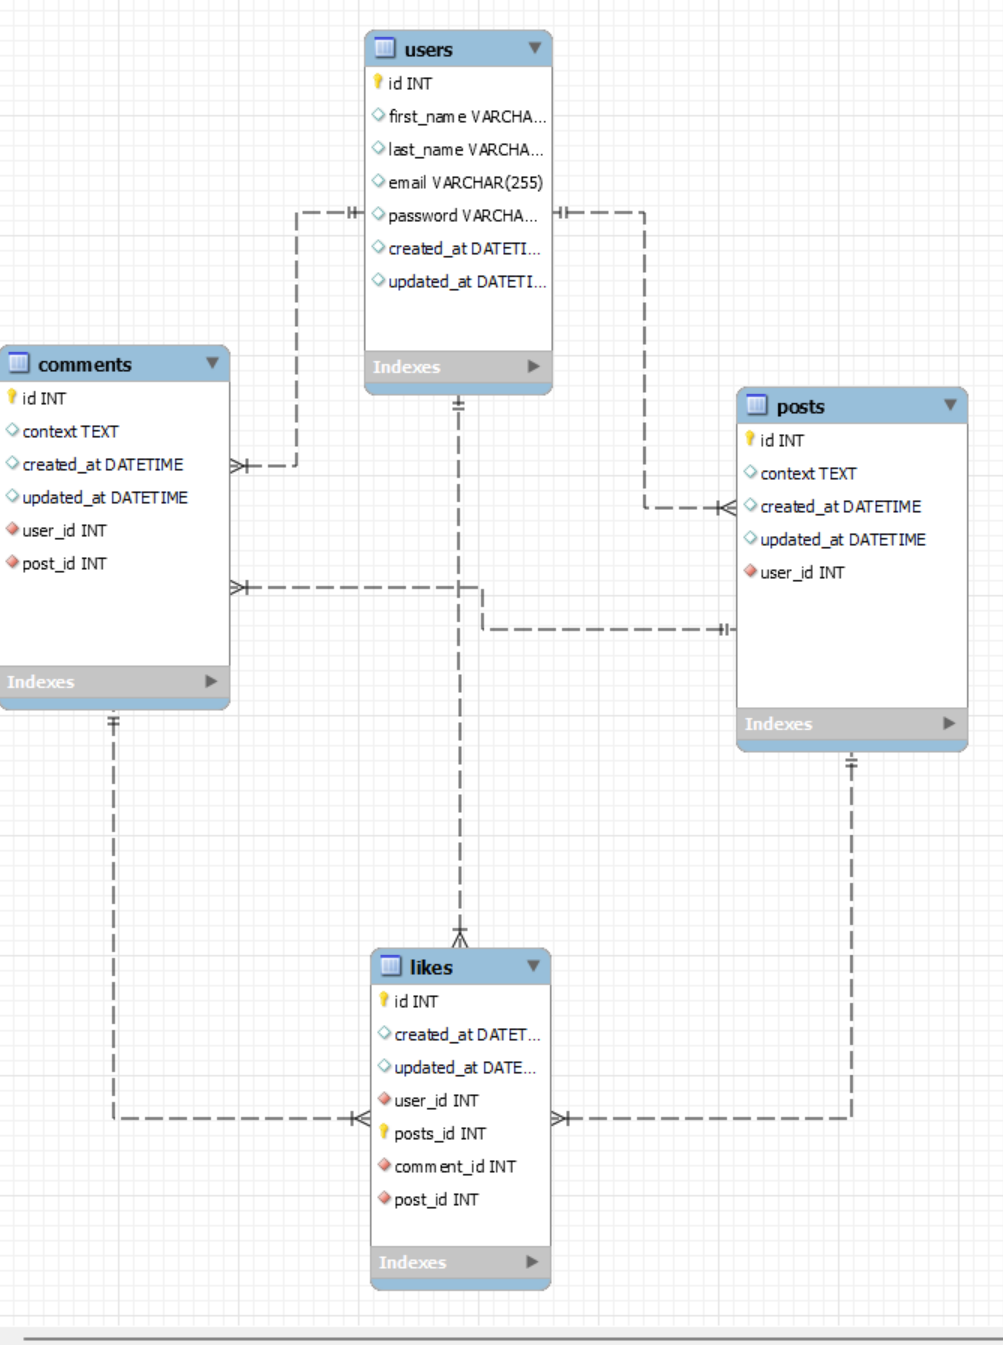 users
id INT
first_name VARCHA...
last_name VARCHA...
email VARCHAR(255)
password VARCHA...
created_at DATETI...
updated_at DATETI...
Indexes
comments
id INT
context TEXT
created_at DATETIME
updated_at DATETIME
user_id INT
post_id INT
Indexes
posts
id INT
context TEXT
created_at DATETIME
updated_at DATETIME
user_id INT
Indexes
likes
id INT
created_at DATET...
updated_at DATE...
user_id INT
posts_id INT
comment_id INT
post_id INT
Indexes